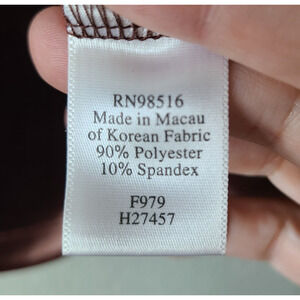 RN98516
Made in Macau
of Korean Fabric
90% Polyester
10% Spandex
F979
H27457